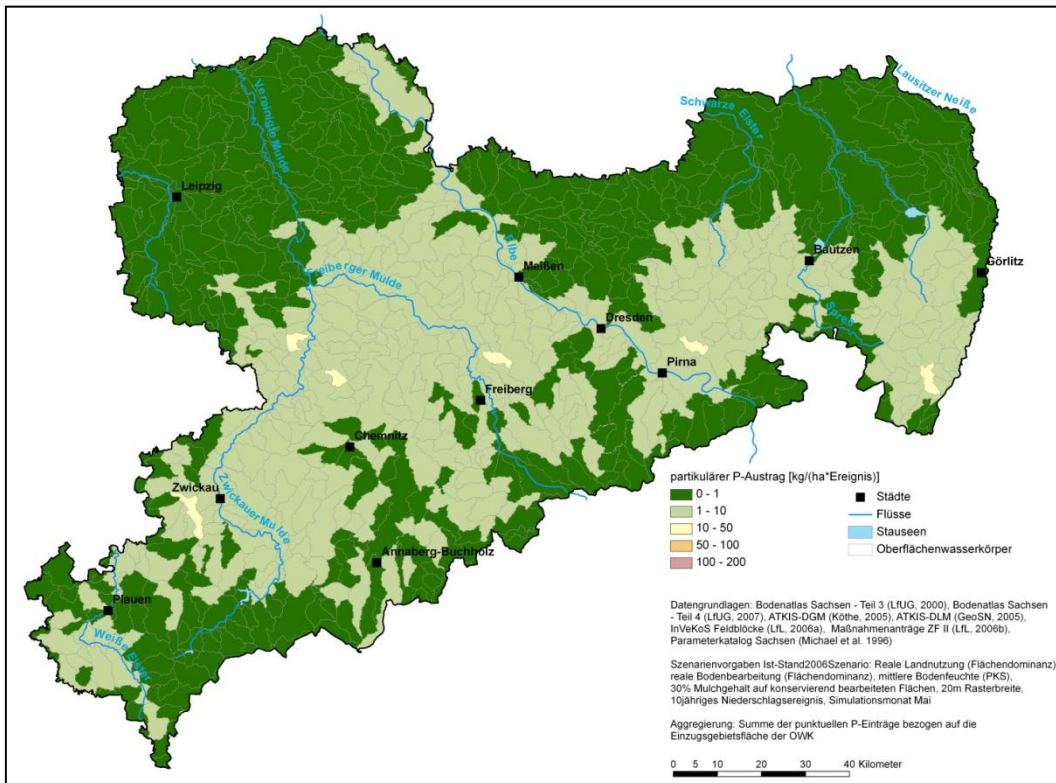 Vereinigte Mulde
Schwarze Elster
Lausitzer Neiße
Leipzig
Elbe
Bautzen
Görlitz
Freiberger Mulde
Meißen
Dresden
Spree
Pirna
Freiberg
Chemnitz
Zwickau
Zwickauer Mulde
Annaberg-Buchholz
Plauen
Weiße Elster
partikulärer P-Austrag [kg/(ha*Ereignis)]
0 - 1
1 - 10
10 - 50
50 - 100
100 - 200
Städte
Flüsse
Stauseen
Oberflächenwasserkörper
Datengrundlagen: Bodenatlas Sachsen - Teil 3 (LfUG, 2000), Bodenatlas Sachsen
- Teil 4 (LfUG, 2007), ATKIS-DGM (Köthe, 2005), ATKIS-DLM (GeoSN, 2005),
InVeKoS Feldblöcke (LfL, 2006a), Maßnahmenanträge ZF II (LfL, 2006b),
Parameterkatalog Sachsen (Michael et al. 1996)
Szenarienvorgaben Ist-Stand2006Szenario: Reale Landnutzung (Flächendominanz),
reale Bodenbearbeitung (Flächendominanz), mittlere Bodenfeuchte (PKS),
30% Mulchgehalt auf konservierend bearbeiteten Flächen, 20m Rasterbreite,
10jähriges Niederschlagsereignis, Simulationsmonat Mai
Aggregierung: Summe der punktuellen P-Einträge bezogen auf die
Einzugsgebietsfläche der OWK
0 5 10 20 30 40 Kilometer